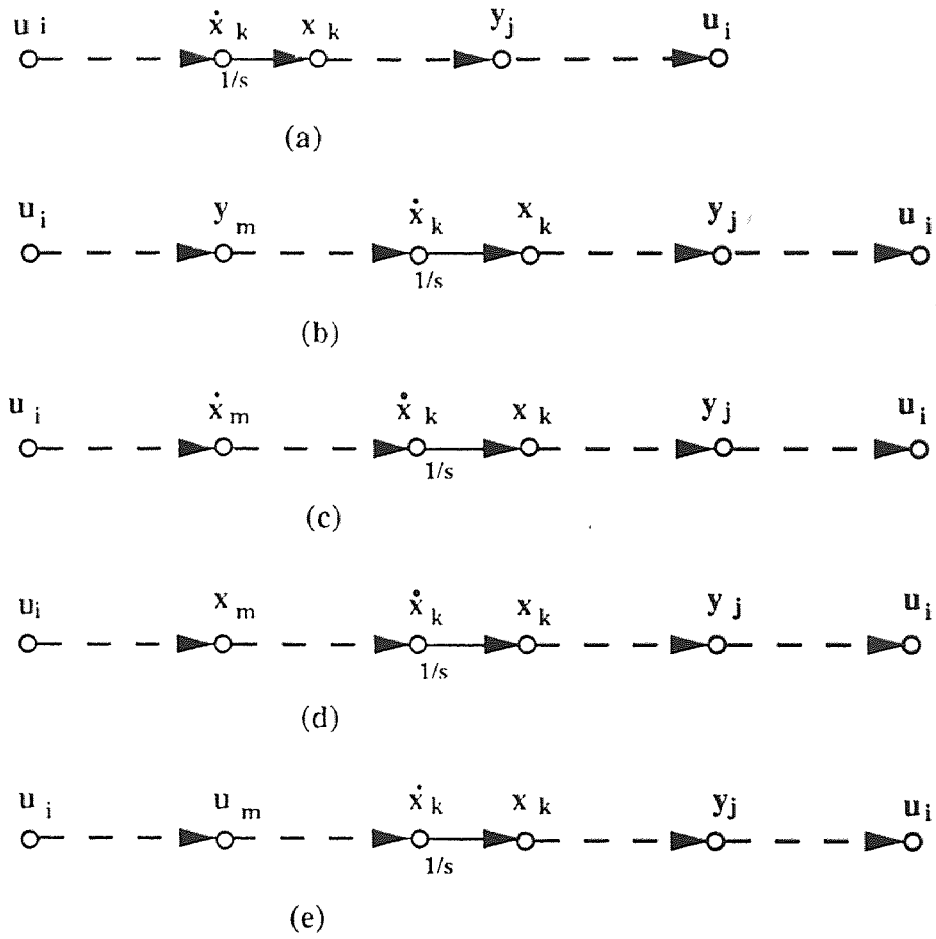 u i ẋ k x k y j u i
1/s
(a)
u i y m ẋ k x k y j u i
1/s
(b)
u i ẋ m ẋ k x k y j u i
1/s
(c)
u i x m ẋ k x k y j u i
1/s
(d)
u i u m ẋ k x k y j u i
1/s
(e)